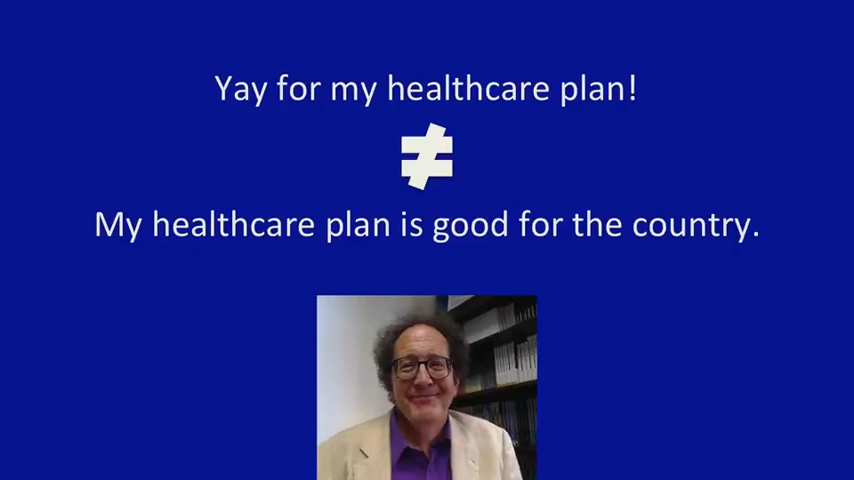 Yay for my healthcare plan!
≠
My healthcare plan is good for the country.